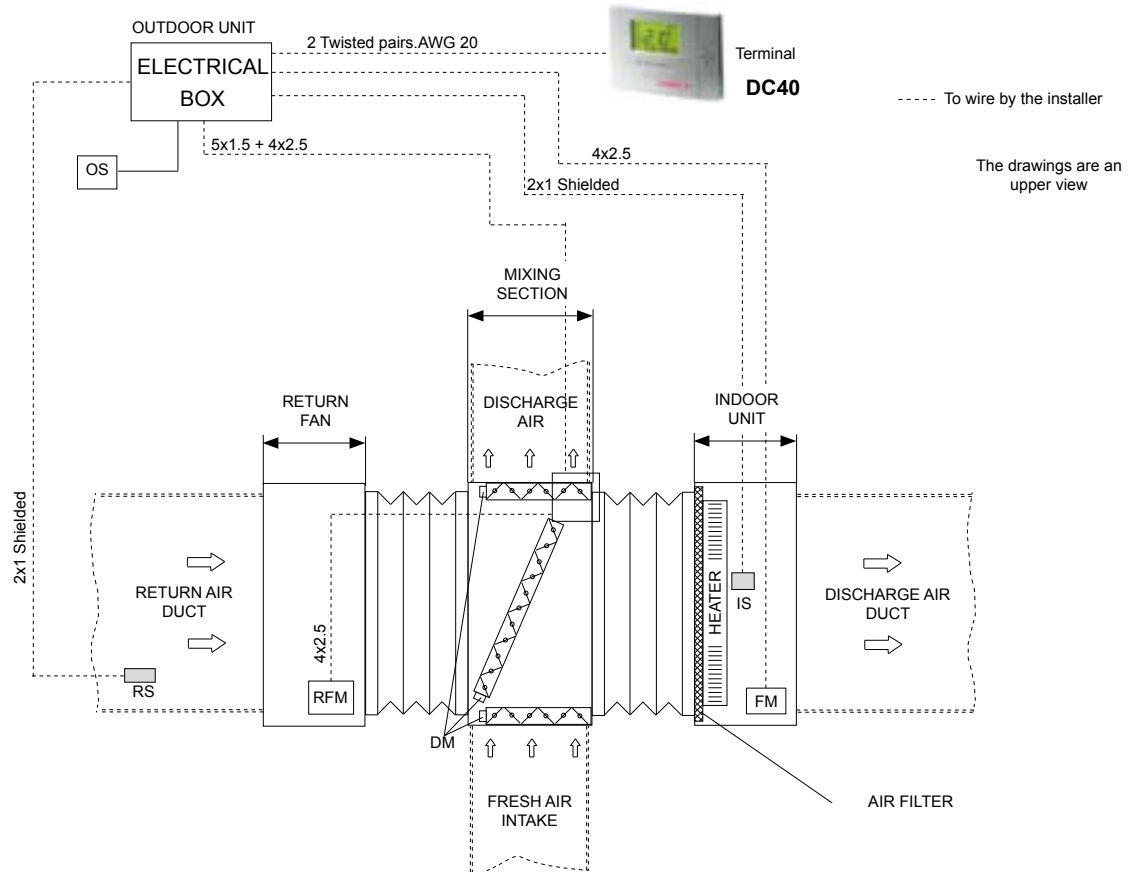 OUTDOOR UNIT
ELECTRICAL
BOX
2 Twisted pairs.AWG 20
Terminal
DC40
To wire by the installer
The drawings are an
upper view
OS
5x1.5 + 4x2.5
4x2.5
2x1 Shielded
MIXING
SECTION
RETURN
FAN
DISCHARGE
AIR
INDOOR
UNIT
2x1 Shielded
RETURN AIR
DUCT
RS
4x2.5
RFM
DM
HEATER
IS
FM
DISCHARGE AIR
DUCT
FRESH AIR
INTAKE
AIR FILTER